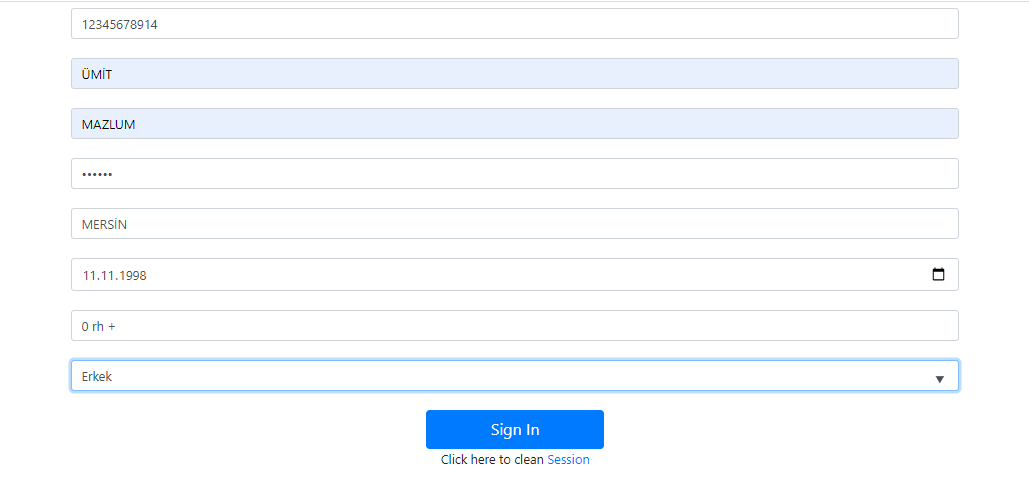 12345678914
ÜMİT
MAZLUM
••••••
MERSİN
11.11.1998
0 rh +
Erkek
Sign In
Click here to clean Session